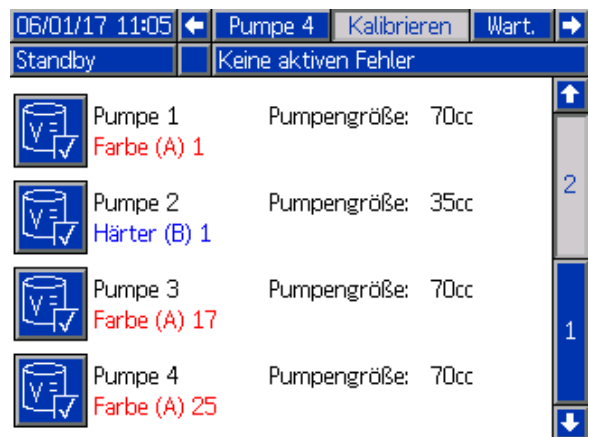 06/01/17 11:05 Pumpe 4 Kalibrieren Wart.
Standby Keine aktiven Fehler
Pumpe 1 Pumpengröße: 70cc
Farbe (A) 1
2
Pumpe 2 Pumpengröße: 35cc
Härter (B) 1
Pumpe 3 Pumpengröße: 70cc
Farbe (A) 17
1
Pumpe 4 Pumpengröße: 70cc
Farbe (A) 25